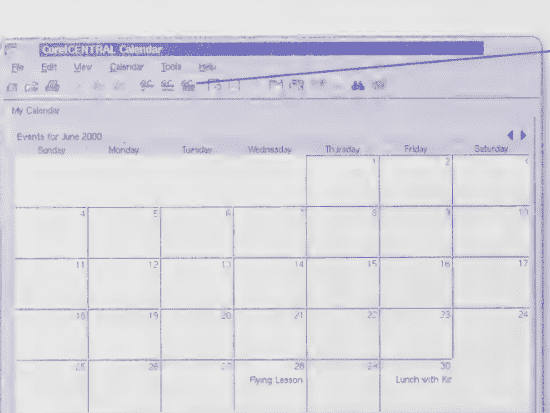 CorelCENTRAL Calendar
File Edit View Calendar Tools Help
My Calendar
Events for June 2000
Sunday Monday Tuesday Wednesday Thursday Friday Saturday
1 2
4 5 6 7 8 9 10
11 12 13 14 15 16 17
18 19 20 21 22 23 24
25 26 27 28 29 30
Flying Lesson Lunch with Kir